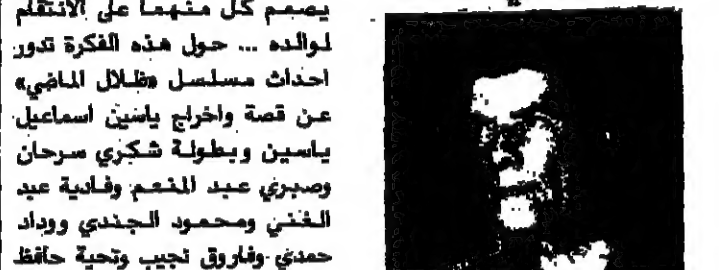 يصمم كل منهما على الانتقام
لوالده ... حول هذه الفكرة تدور
احداث مسلسل «ظلال الماضي»
عن قصة واخراج ياسين اسماعيل
ياسين وبطولة شكري سرحان
وصبري عبد المنعم وفادية عبد
الغني ومحمود الجندي ووداد
حمدي وفاروق نجيب وتحية حافظ